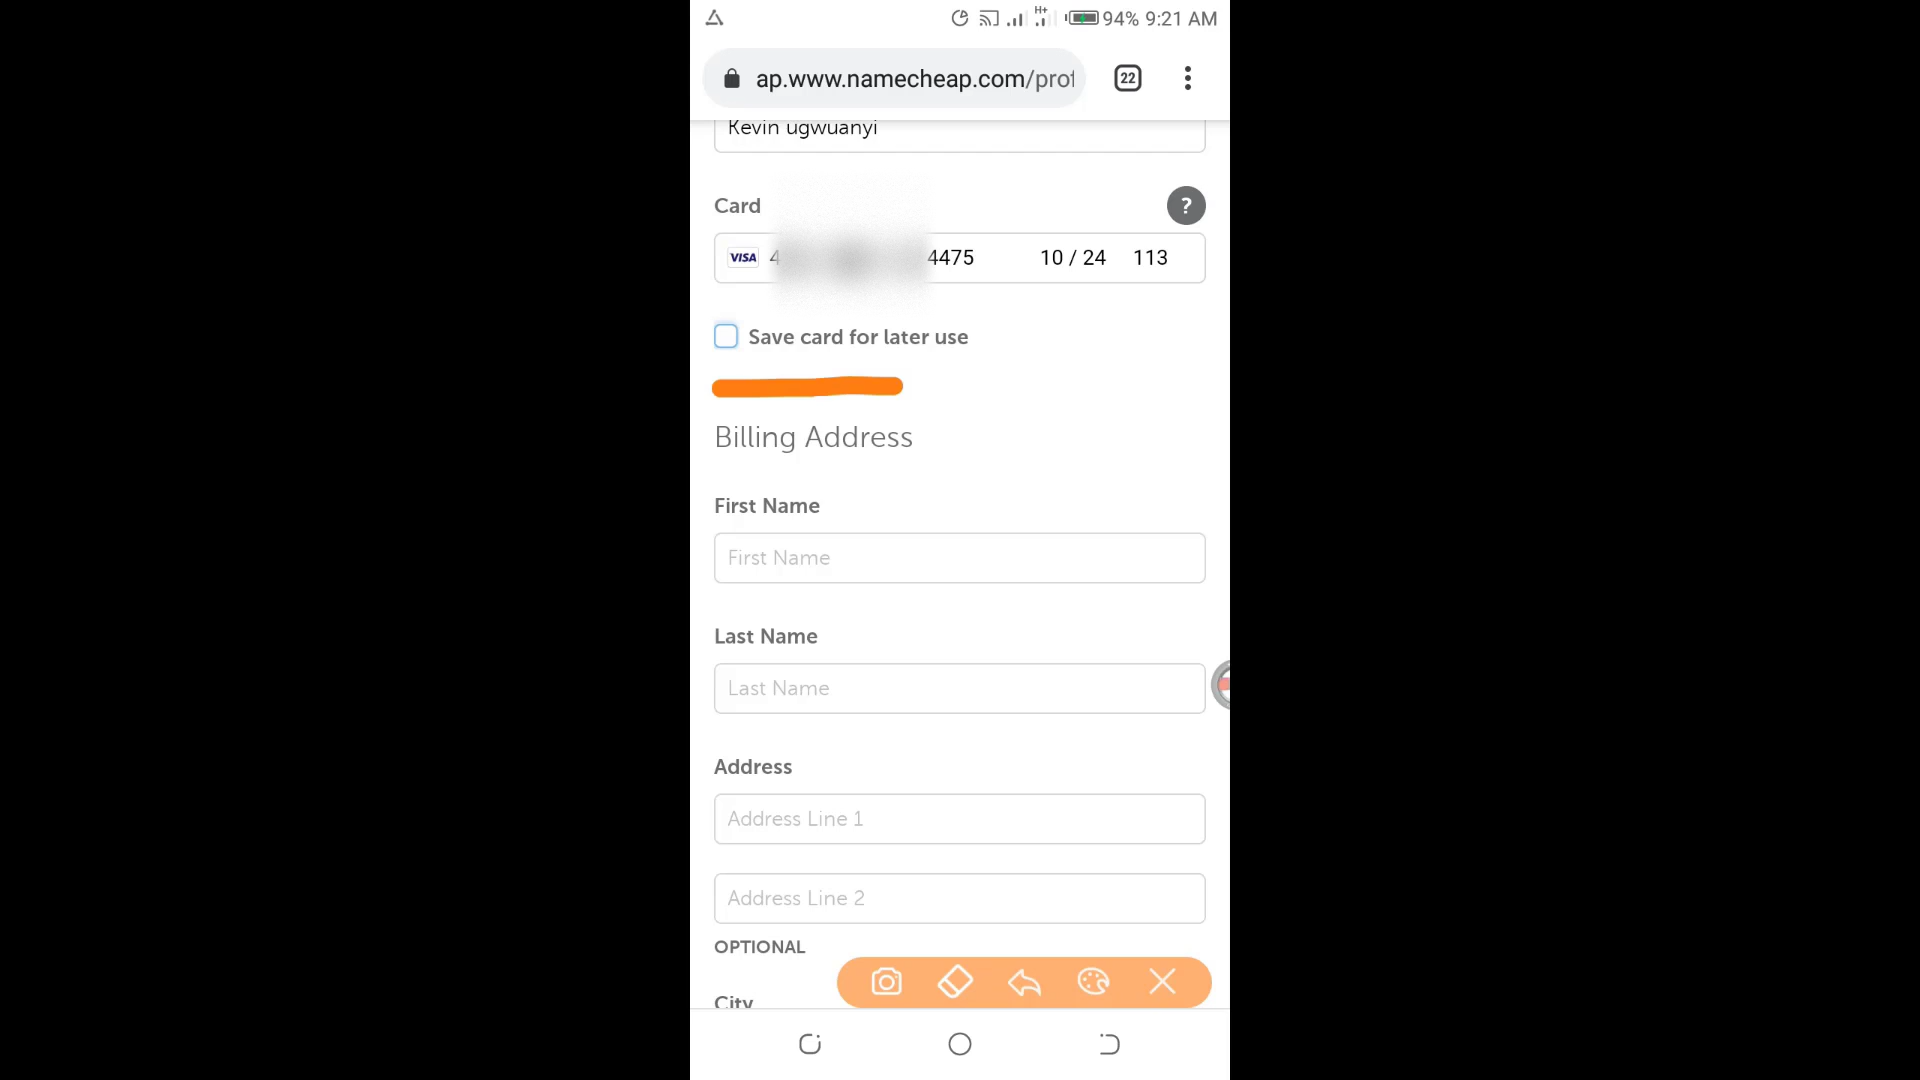 H+
94% 9:21 AM
ap.www.namecheap.com/prof
22
Kevin ugwuanyi
Card
?
VISA 4 4475 10 / 24 113
Save card for later use
Billing Address
First Name
First Name
Last Name
Last Name
Address
Address Line 1
Address Line 2
OPTIONAL
City